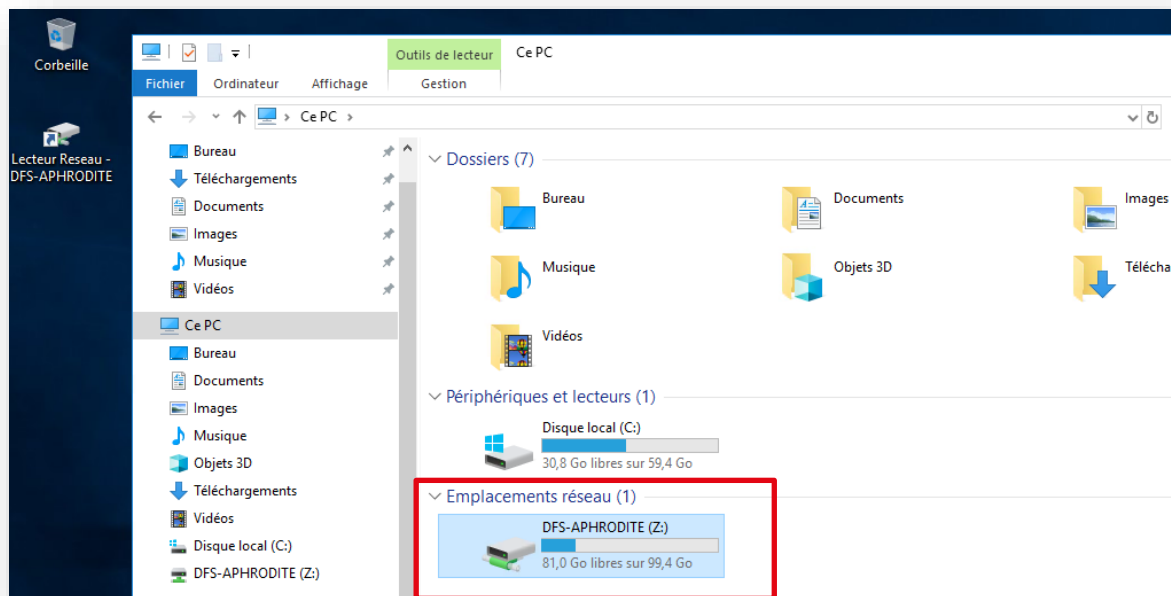 Corbeille
Lecteur Reseau -
DFS-APHRODITE
Outils de lecteur
Ce PC
Fichier
Ordinateur
Affichage
Gestion
Ce PC
Bureau
Téléchargements
Documents
Images
Musique
Vidéos
Ce PC
Bureau
Documents
Images
Musique
Objets 3D
Téléchargements
Vidéos
Disque local (C:)
DFS-APHRODITE (Z:)
Dossiers (7)
Bureau
Documents
Images
Musique
Objets 3D
Télécha
Vidéos
Périphériques et lecteurs (1)
Disque local (C:)
30,8 Go libres sur 59,4 Go
Emplacements réseau (1)
DFS-APHRODITE (Z:)
81,0 Go libres sur 99,4 Go